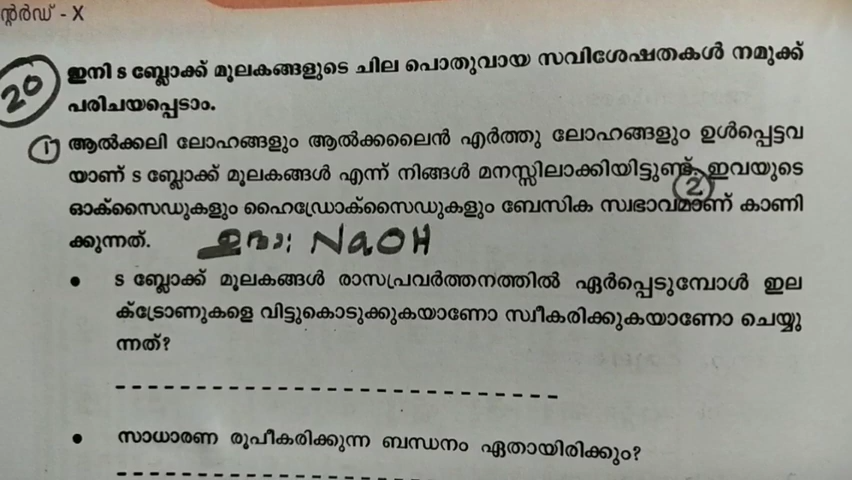 ന്റർഡ് - X
20 ഇനി s ബ്ലോക്ക് മൂലകങ്ങളുടെ ചില പൊതുവായ സവിശേഷതകൾ നമുക്ക്
പരിചയപ്പെടാം.
1 ആൽക്കലി ലോഹങ്ങളും ആൽക്കലൈൻ എർത്തു ലോഹങ്ങളും ഉൾപ്പെട്ടവ
യാണ് s ബ്ലോക്ക് മൂലകങ്ങൾ എന്ന് നിങ്ങൾ മനസ്സിലാക്കിയിട്ടുണ്ട്. ഇവയുടെ
2
ഓക്സൈഡുകളും ഹൈഡ്രോക്സൈഡുകളും ബേസിക സ്വഭാവമാണ് കാണി
ക്കുന്നത്. ഉദാ: NaOH
• s ബ്ലോക്ക് മൂലകങ്ങൾ രാസപ്രവർത്തനത്തിൽ ഏർപ്പെടുമ്പോൾ ഇല
ക്ട്രോണുകളെ വിട്ടുകൊടുക്കുകയാണോ സ്വീകരിക്കുകയാണോ ചെയ്യു
ന്നത്?
• സാധാരണ രൂപീകരിക്കുന്ന ബന്ധനം ഏതായിരിക്കും?